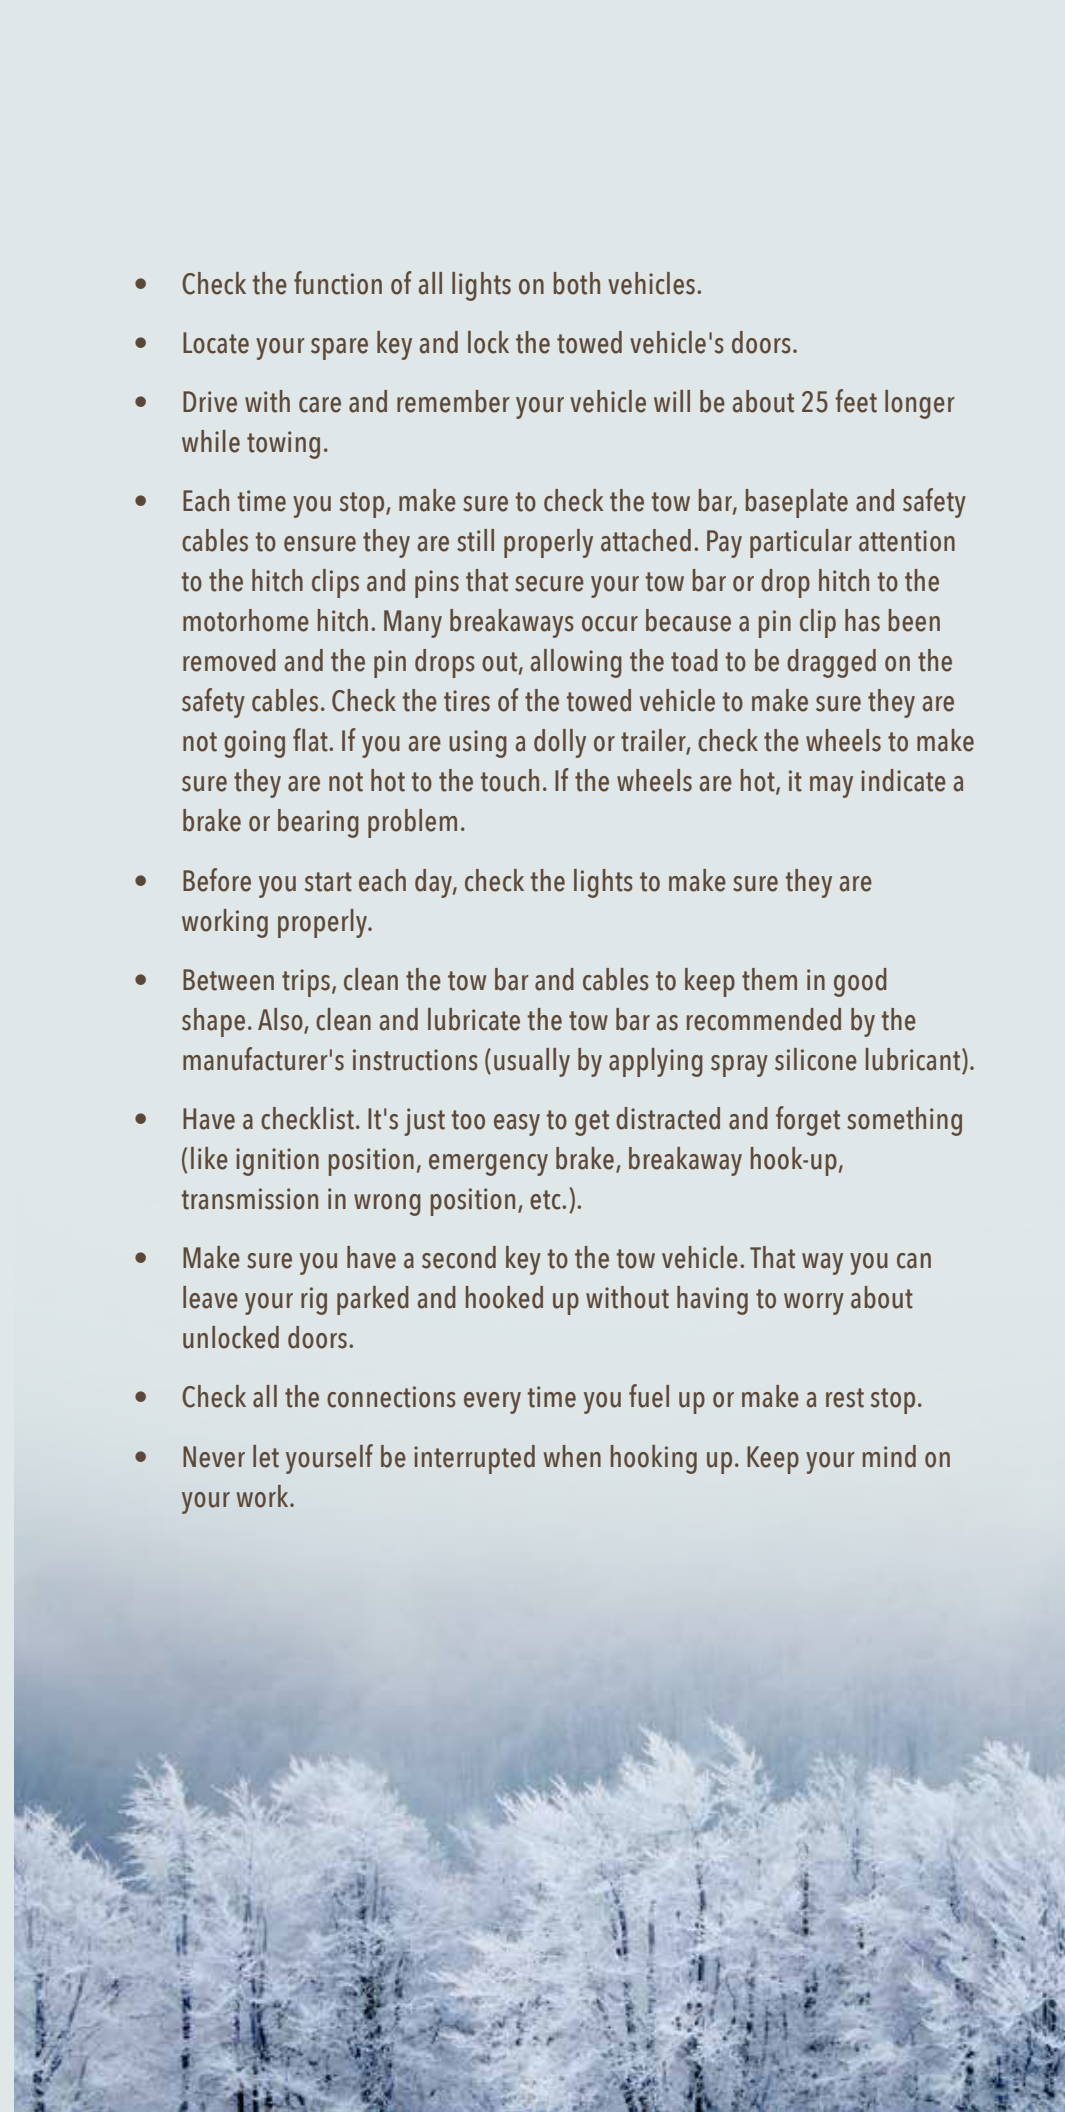 • Check the function of all lights on both vehicles.
• Locate your spare key and lock the towed vehicle's doors.
• Drive with care and remember your vehicle will be about 25 feet longer
while towing.
• Each time you stop, make sure to check the tow bar, baseplate and safety
cables to ensure they are still properly attached. Pay particular attention
to the hitch clips and pins that secure your tow bar or drop hitch to the
motorhome hitch. Many breakaways occur because a pin clip has been
removed and the pin drops out, allowing the toad to be dragged on the
safety cables. Check the tires of the towed vehicle to make sure they are
not going flat. If you are using a dolly or trailer, check the wheels to make
sure they are not hot to the touch. If the wheels are hot, it may indicate a
brake or bearing problem.
• Before you start each day, check the lights to make sure they are
working properly.
• Between trips, clean the tow bar and cables to keep them in good
shape. Also, clean and lubricate the tow bar as recommended by the
manufacturer's instructions (usually by applying spray silicone lubricant).
• Have a checklist. It's just too easy to get distracted and forget something
(like ignition position, emergency brake, breakaway hook-up,
transmission in wrong position, etc.).
• Make sure you have a second key to the tow vehicle. That way you can
leave your rig parked and hooked up without having to worry about
unlocked doors.
• Check all the connections every time you fuel up or make a rest stop.
• Never let yourself be interrupted when hooking up. Keep your mind on
your work.